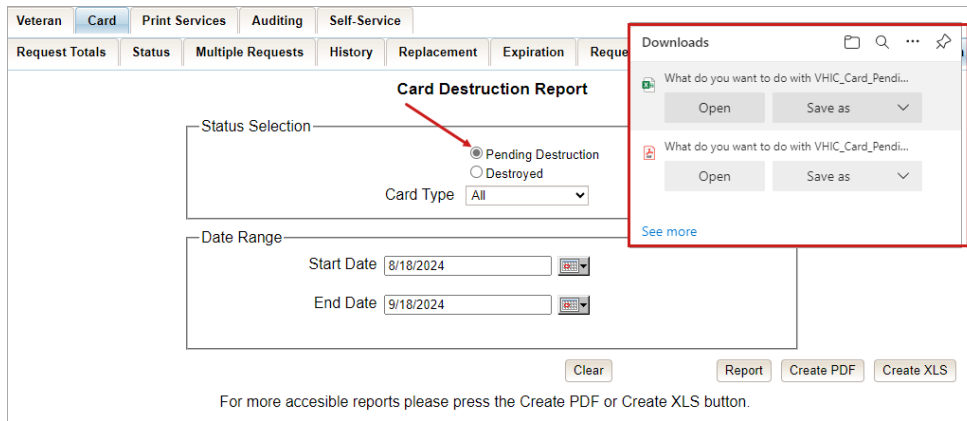 Veteran Card Print Services Auditing Self-Service
Request Totals Status Multiple Requests History Replacement Expiration
Card Destruction Report
Status Selection
Pending Destruction
Destroyed
Card Type All
Date Range
Start Date 8/18/2024
End Date 9/18/2024
Clear Report Create PDF Create XLS
For more accesible reports please press the Create PDF or Create XLS button.
Downloads
What do you want to do with VHIC_Card_Pendi...
Open Save as
What do you want to do with VHIC_Card_Pendi...
Open Save as
See more